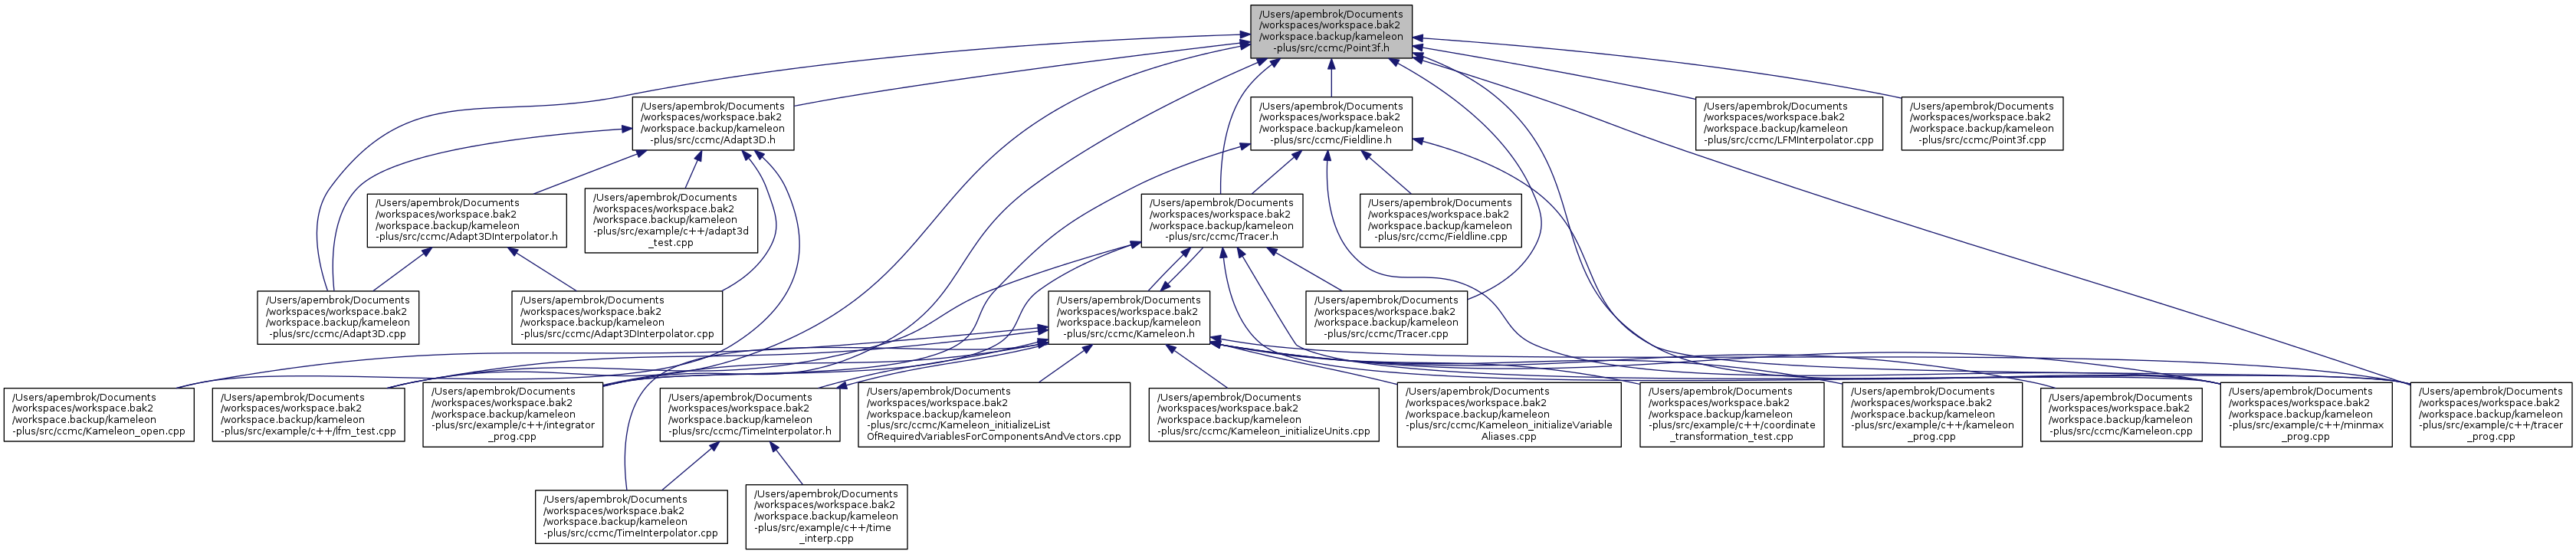 /Users/apembrok/Documents
/workspaces/workspace.bak2
/workspace.backup/kameleon
-plus/src/ccmc/Point3f.h
/Users/apembrok/Documents
/workspaces/workspace.bak2
/workspace.backup/kameleon
-plus/src/ccmc/Adapt3D.h
/Users/apembrok/Documents
/workspaces/workspace.bak2
/workspace.backup/kameleon
-plus/src/ccmc/Fieldline.h
/Users/apembrok/Documents
/workspaces/workspace.bak2
/workspace.backup/kameleon
-plus/src/ccmc/LFMInterpolator.cpp
/Users/apembrok/Documents
/workspaces/workspace.bak2
/workspace.backup/kameleon
-plus/src/ccmc/Point3f.cpp
/Users/apembrok/Documents
/workspaces/workspace.bak2
/workspace.backup/kameleon
-plus/src/ccmc/Adapt3DInterpolator.h
/Users/apembrok/Documents
/workspaces/workspace.bak2
/workspace.backup/kameleon
-plus/src/example/c++/adapt3d
_test.cpp
/Users/apembrok/Documents
/workspaces/workspace.bak2
/workspace.backup/kameleon
-plus/src/ccmc/Tracer.h
/Users/apembrok/Documents
/workspaces/workspace.bak2
/workspace.backup/kameleon
-plus/src/ccmc/Fieldline.cpp
/Users/apembrok/Documents
/workspaces/workspace.bak2
/workspace.backup/kameleon
-plus/src/ccmc/Adapt3D.cpp
/Users/apembrok/Documents
/workspaces/workspace.bak2
/workspace.backup/kameleon
-plus/src/ccmc/Adapt3DInterpolator.cpp
/Users/apembrok/Documents
/workspaces/workspace.bak2
/workspace.backup/kameleon
-plus/src/ccmc/Kameleon.h
/Users/apembrok/Documents
/workspaces/workspace.bak2
/workspace.backup/kameleon
-plus/src/ccmc/Tracer.cpp
/Users/apembrok/Documents
/workspaces/workspace.bak2
/workspace.backup/kameleon
-plus/src/ccmc/Kameleon_open.cpp
/Users/apembrok/Documents
/workspaces/workspace.bak2
/workspace.backup/kameleon
-plus/src/example/c++/lfm_test.cpp
/Users/apembrok/Documents
/workspaces/workspace.bak2
/workspace.backup/kameleon
-plus/src/example/c++/integrator
_prog.cpp
/Users/apembrok/Documents
/workspaces/workspace.bak2
/workspace.backup/kameleon
-plus/src/ccmc/TimeInterpolator.h
/Users/apembrok/Documents
/workspaces/workspace.bak2
/workspace.backup/kameleon
-plus/src/ccmc/Kameleon_initializeList
OfRequiredVariablesForComponentsAndVectors.cpp
/Users/apembrok/Documents
/workspaces/workspace.bak2
/workspace.backup/kameleon
-plus/src/ccmc/Kameleon_initializeUnits.cpp
/Users/apembrok/Documents
/workspaces/workspace.bak2
/workspace.backup/kameleon
-plus/src/ccmc/Kameleon_initializeVariable
Aliases.cpp
/Users/apembrok/Documents
/workspaces/workspace.bak2
/workspace.backup/kameleon
-plus/src/example/c++/coordinate
_transformation_test.cpp
/Users/apembrok/Documents
/workspaces/workspace.bak2
/workspace.backup/kameleon
-plus/src/example/c++/kameleon
_prog.cpp
/Users/apembrok/Documents
/workspaces/workspace.bak2
/workspace.backup/kameleon
-plus/src/ccmc/Kameleon.cpp
/Users/apembrok/Documents
/workspaces/workspace.bak2
/workspace.backup/kameleon
-plus/src/example/c++/minmax
_prog.cpp
/Users/apembrok/Documents
/workspaces/workspace.bak2
/workspace.backup/kameleon
-plus/src/example/c++/tracer
_prog.cpp
/Users/apembrok/Documents
/workspaces/workspace.bak2
/workspace.backup/kameleon
-plus/src/ccmc/TimeInterpolator.cpp
/Users/apembrok/Documents
/workspaces/workspace.bak2
/workspace.backup/kameleon
-plus/src/example/c++/time
_interp.cpp